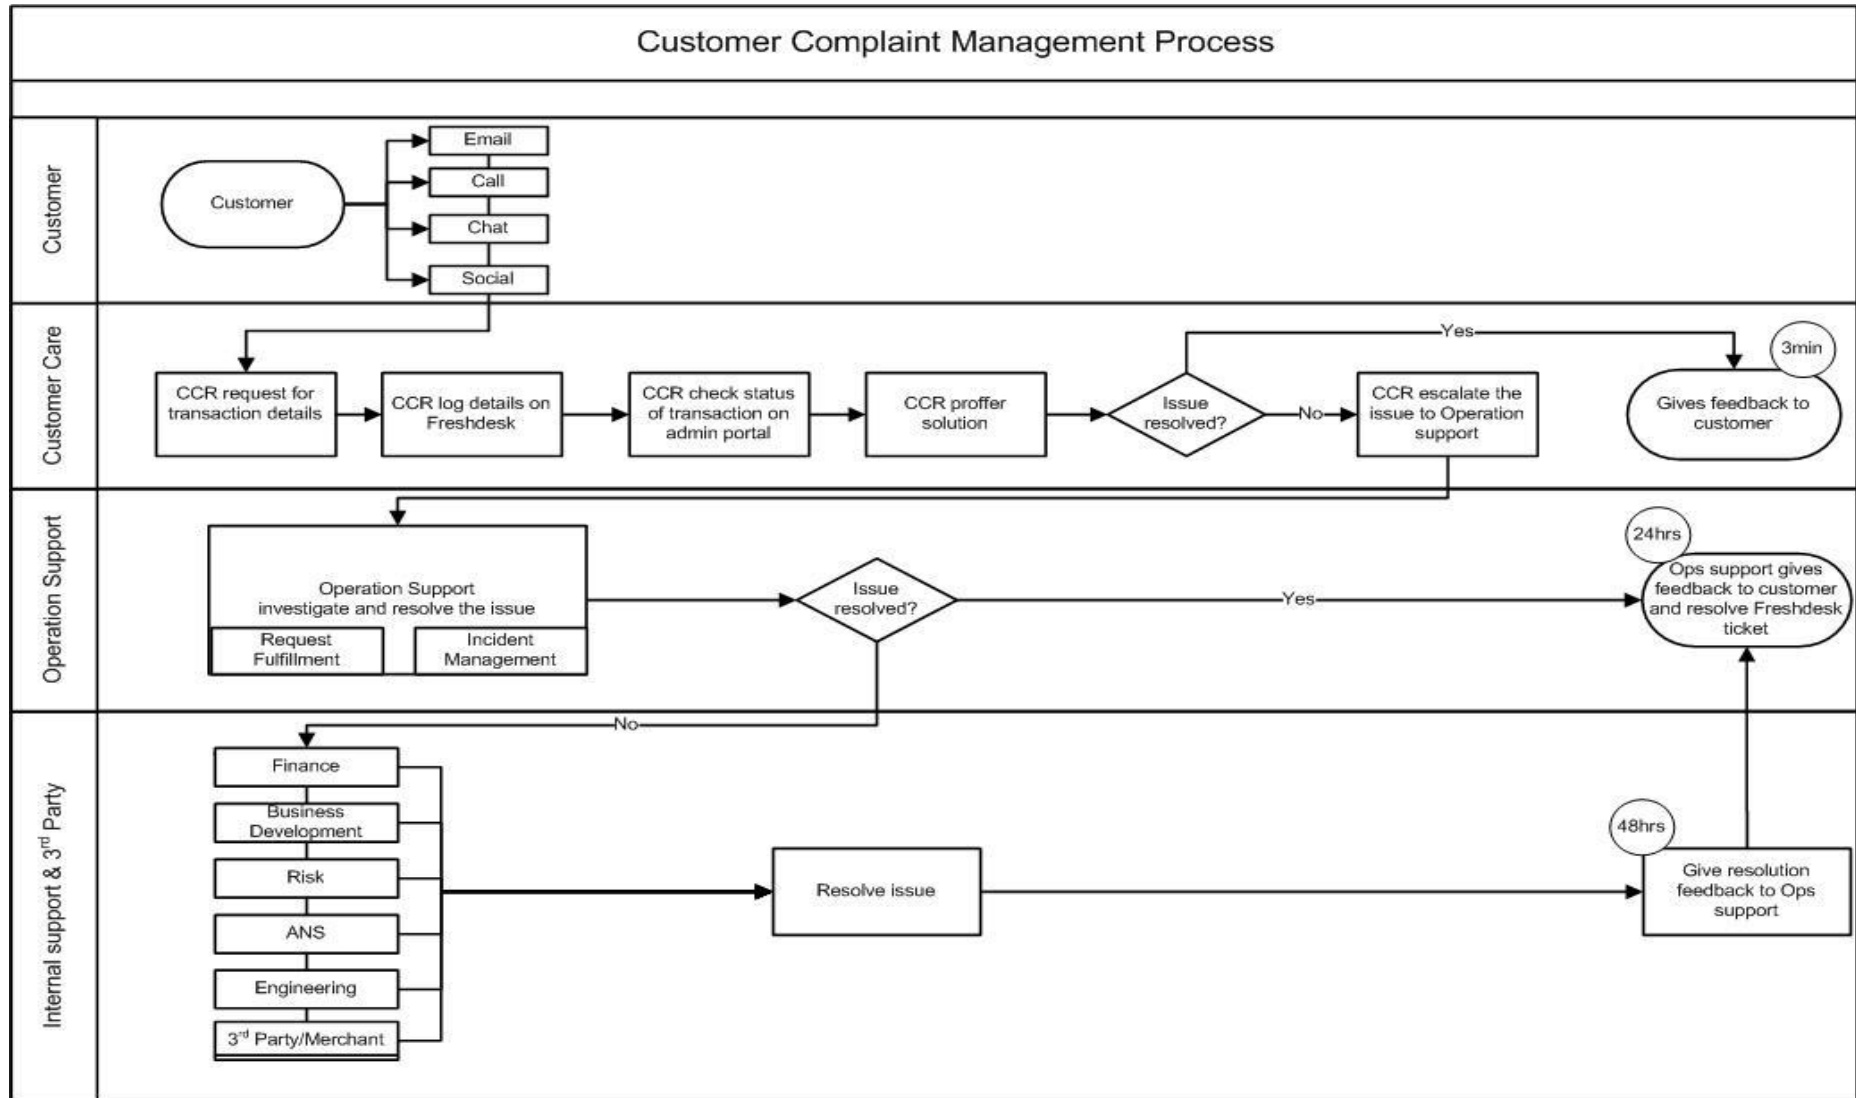 Customer Complaint Management Process
Customer
Customer
Email
Call
Chat
Social
Customer Care
CCR request for
transaction details
CCR log details on
Freshdesk
CCR check status
of transaction on
admin portal
CCR proffer
solution
Issue
resolved?
Yes
No
CCR escalate the
issue to Operation
support
3min
Gives feedback to
customer
Operation Support
Operation Support
investigate and resolve the issue
Request
Fulfillment
Incident
Management
Issue
resolved?
Yes
24hrs
Ops support gives
feedback to customer
and resolve Freshdesk
ticket
Internal support & 3rd Party
No
Finance
Business
Development
Risk
ANS
Engineering
3rd Party/Merchant
Resolve issue
48hrs
Give resolution
feedback to Ops
support